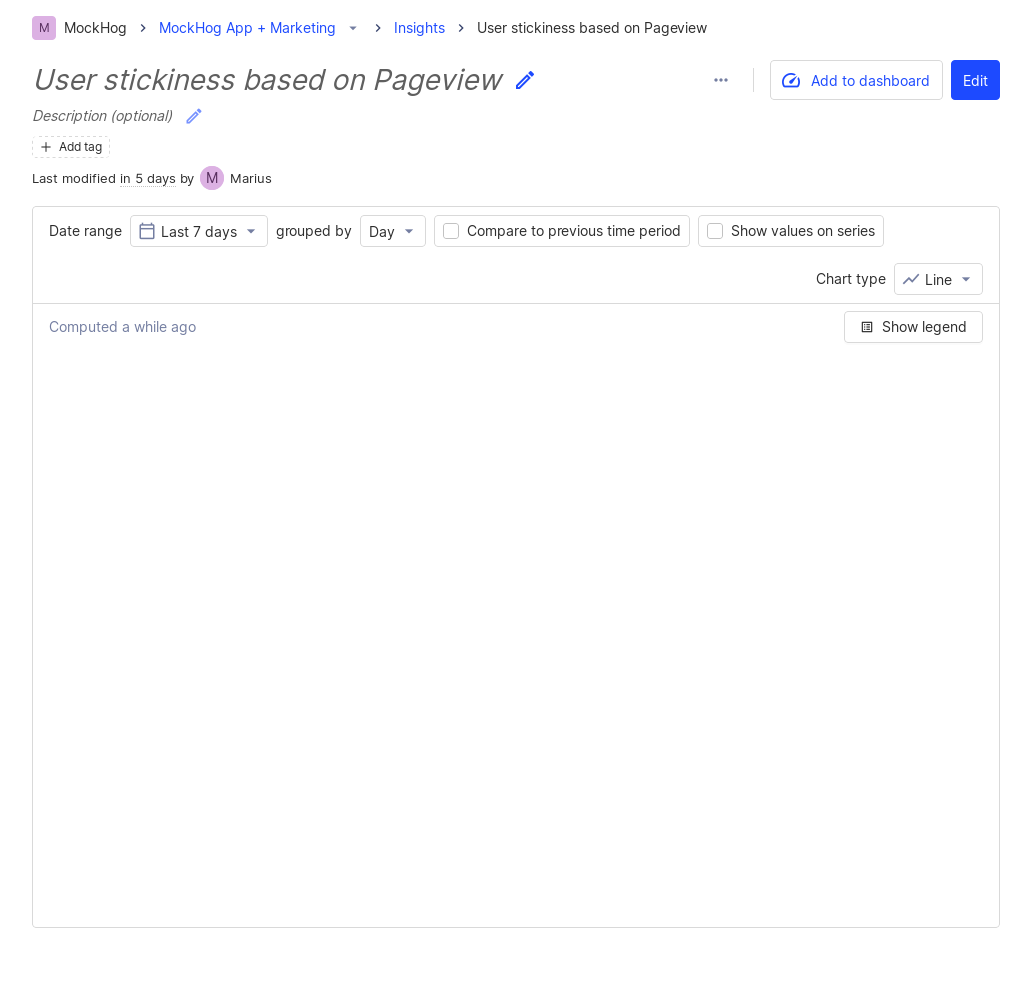 M MockHog MockHog App + Marketing Insights User stickiness based on Pageview
User stickiness based on Pageview
Add to dashboard Edit
Description (optional)
Add tag
Last modified in 5 days by M Marius
Date range Last 7 days grouped by Day Compare to previous time period Show values on series
Chart type Line
Computed a while ago Show legend